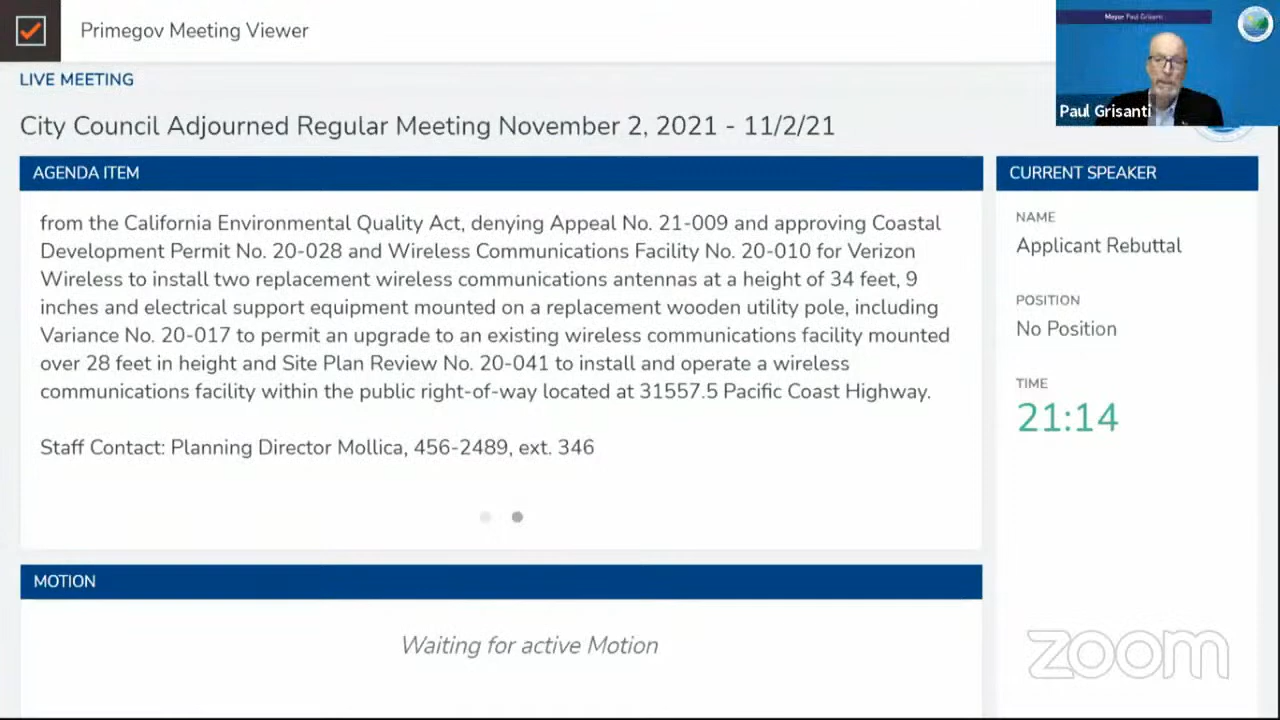 Primegov Meeting Viewer
Mayor Paul Grisanti
Paul Grisanti
LIVE MEETING
City Council Adjourned Regular Meeting November 2, 2021 - 11/2/21
AGENDA ITEM
from the California Environmental Quality Act, denying Appeal No. 21-009 and approving Coastal
Development Permit No. 20-028 and Wireless Communications Facility No. 20-010 for Verizon
Wireless to install two replacement wireless communications antennas at a height of 34 feet, 9
inches and electrical support equipment mounted on a replacement wooden utility pole, including
Variance No. 20-017 to permit an upgrade to an existing wireless communications facility mounted
over 28 feet in height and Site Plan Review No. 20-041 to install and operate a wireless
communications facility within the public right-of-way located at 31557.5 Pacific Coast Highway.
Staff Contact: Planning Director Mollica, 456-2489, ext. 346
CURRENT SPEAKER
NAME
Applicant Rebuttal
POSITION
No Position
TIME
21:14
MOTION
Waiting for active Motion
zoom